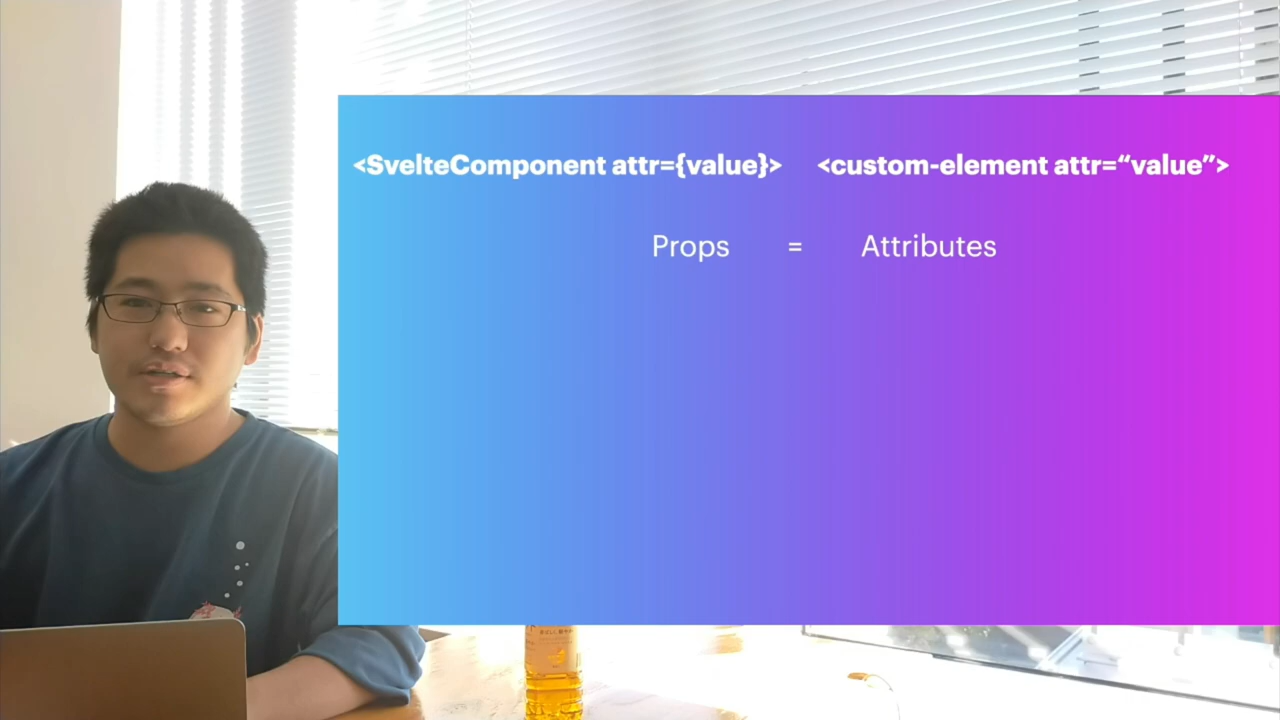 <SvelteComponent attr={value}> <custom-element attr=“value”>
Props = Attributes